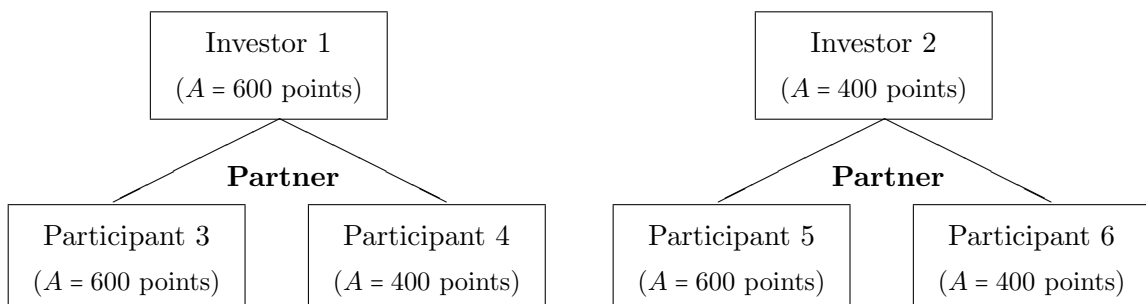 Investor 1
(A = 600 points)
Investor 2
(A = 400 points)
Partner
Partner
Participant 3
(A = 600 points)
Participant 4
(A = 400 points)
Participant 5
(A = 600 points)
Participant 6
(A = 400 points)